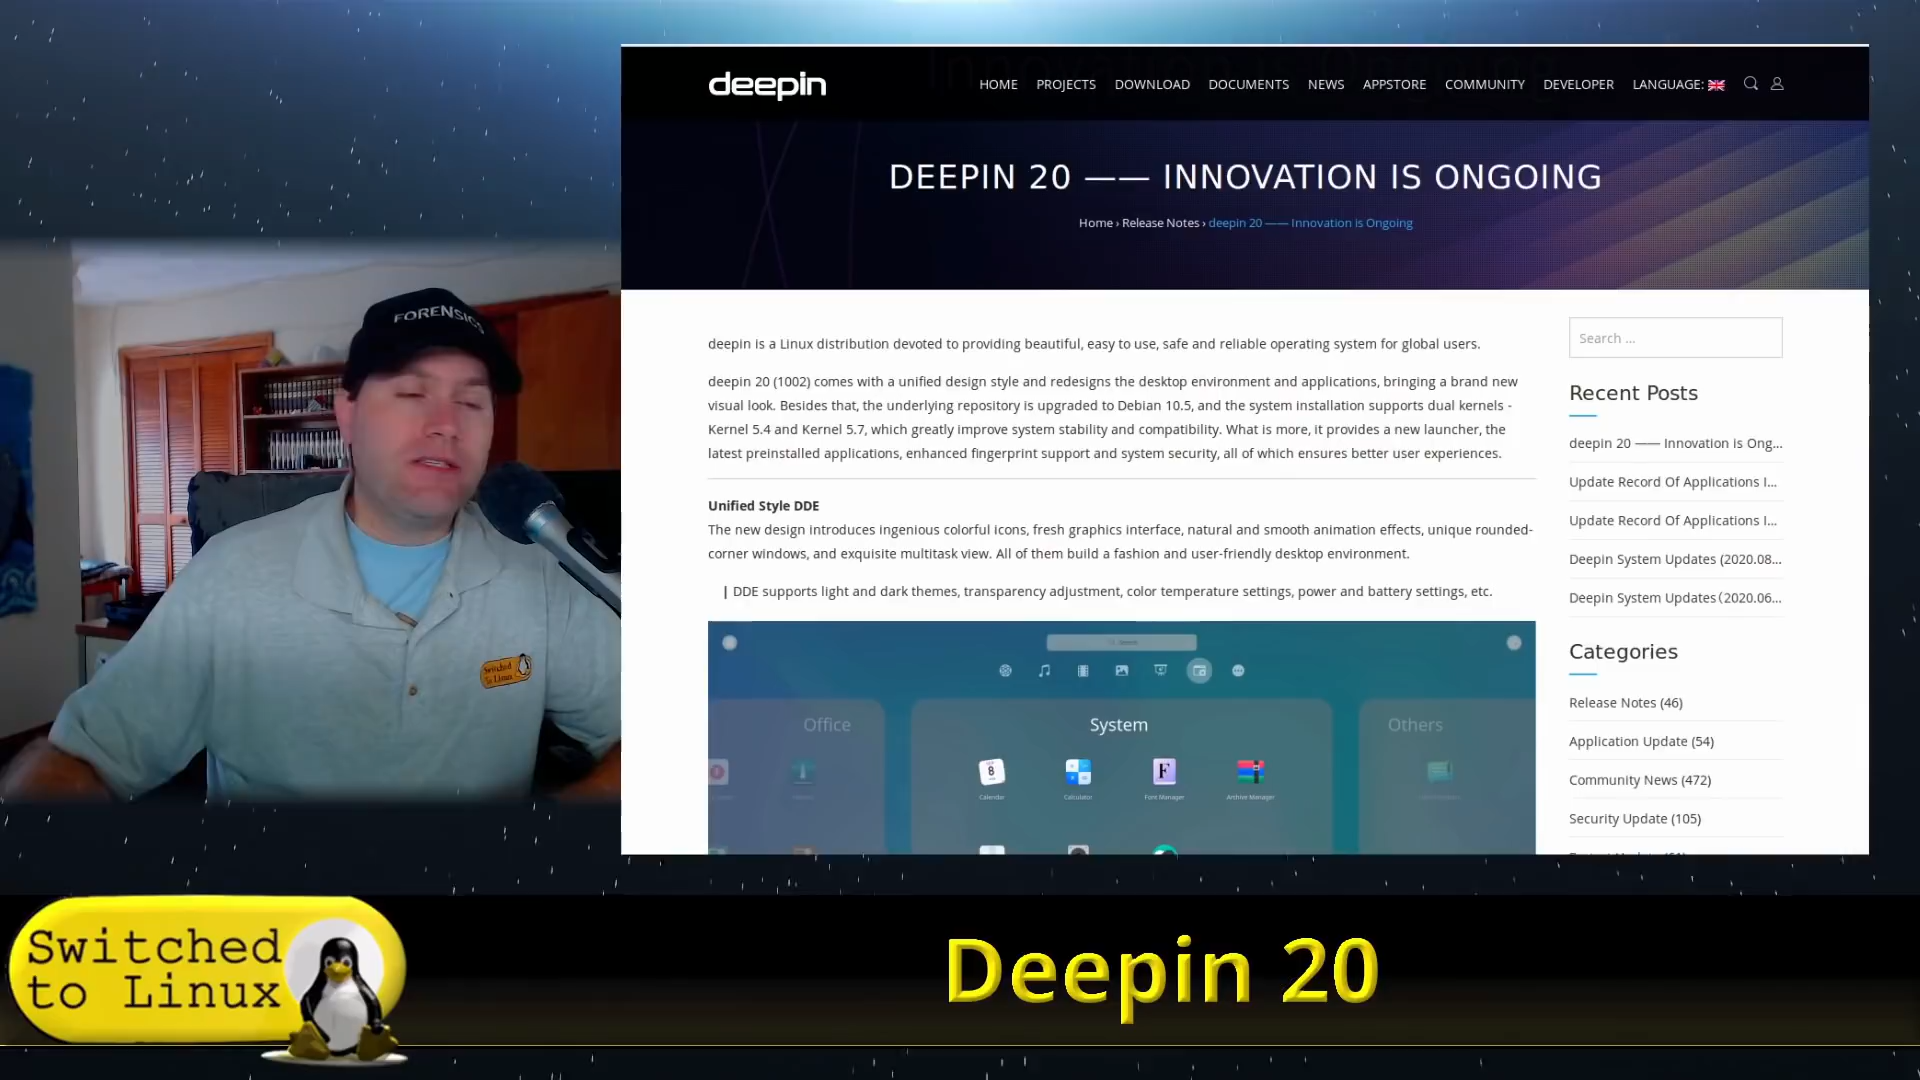 deepin
HOME PROJECTS DOWNLOAD DOCUMENTS NEWS APPSTORE COMMUNITY DEVELOPER LANGUAGE:
DEEPIN 20 —— INNOVATION IS ONGOING
Home › Release Notes › deepin 20 —— Innovation is Ongoing
deepin is a Linux distribution devoted to providing beautiful, easy to use, safe and reliable operating system for global users.
deepin 20 (1002) comes with a unified design style and redesigns the desktop environment and applications, bringing a brand new
visual look. Besides that, the underlying repository is upgraded to Debian 10.5, and the system installation supports dual kernels -
Kernel 5.4 and Kernel 5.7, which greatly improve system stability and compatibility. What is more, it provides a new launcher, the
latest preinstalled applications, enhanced fingerprint support and system security, all of which ensures better user experiences.
Unified Style DDE
The new design introduces ingenious colorful icons, fresh graphics interface, natural and smooth animation effects, unique rounded-
corner windows, and exquisite multitask view. All of them build a fashion and user-friendly desktop environment.
| DDE supports light and dark themes, transparency adjustment, color temperature settings, power and battery settings, etc.
Office
System
Others
8
F
Calendar
Calculator
Font Manager
Archive Manager
Search ...
Recent Posts
deepin 20 —— Innovation is Ong...
Update Record Of Applications I...
Update Record Of Applications I...
Deepin System Updates (2020.08...
Deepin System Updates（2020.06...
Categories
Release Notes (46)
Application Update (54)
Community News (472)
Security Update (105)
FORENSICS
Switched
To Linux
Switched
to Linux
Deepin 20